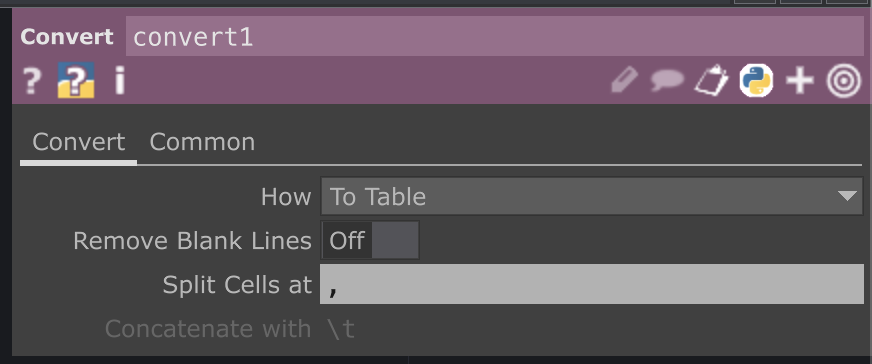 Convert convert1
? ? i
Convert Common
How To Table
Remove Blank Lines Off
Split Cells at ,
Concatenate with \t